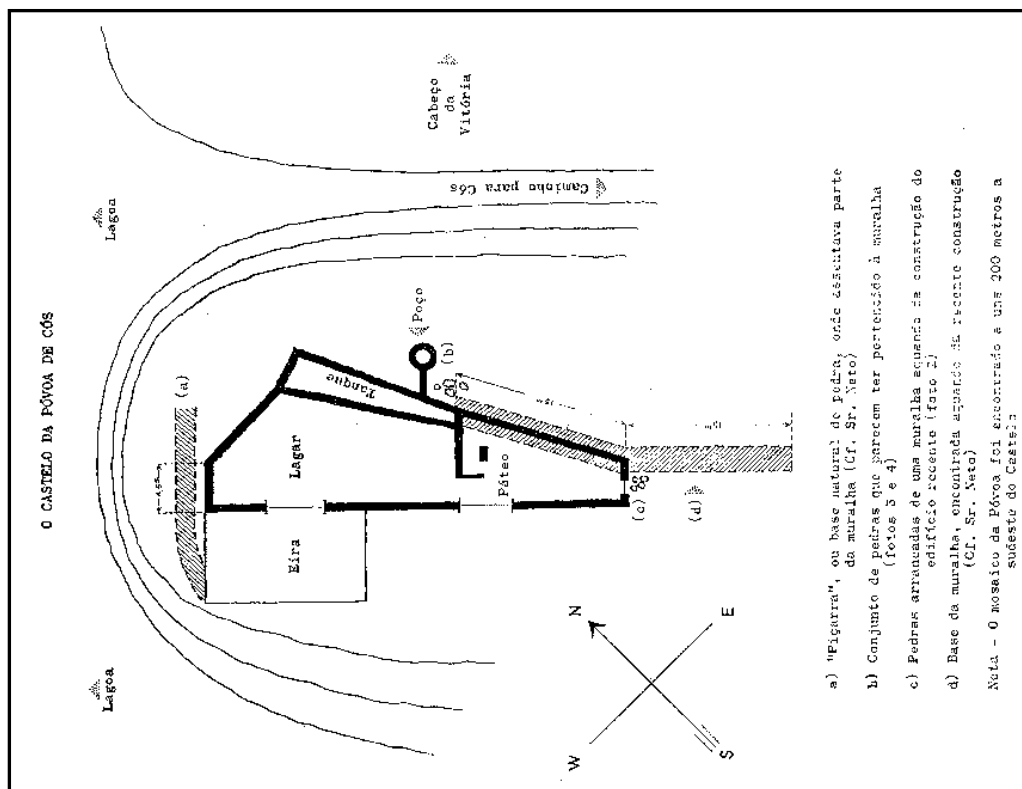 O CASTELO DA PÓVOA DE CÓS
Lagoa
Lagoa
Cabeço
da
Vitória
Caminho para Cós
(a)
Eira
Lagar
Tanque
Poço
(b)
Páteo
(c)
(d)
N
E
S
W
a) "Piçarra", ou base natural de pedra, onde assentava parte
da muralha (Cf. Sr. Neto)
b) Conjunto de pedras que parecem ter pertencido à muralha
(fotos 3 e 4)
c) Pedras arrancadas de uma muralha aquando da construção do
edifício recente (foto 2)
d) Base da muralha, encontrada aquando da recente construção
(Cf. Sr. Neto)
Nota - O mosaico da Póvoa foi encontrado a uns 200 metros a
sudeste do Castelo